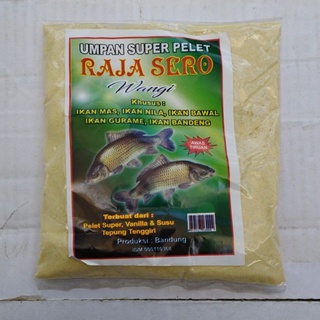 UMPAN SUPER PELET
RAJA SERO
Wangi
Khusus :
IKAN MAS, IKAN NILA, IKAN BAWAL
IKAN GURAME, IKAN BANDENG
AWAS
Terbuat dari :
Pelet Super, Vanilla & Susu
Tepung Tenggiri
Produksi : Bandung